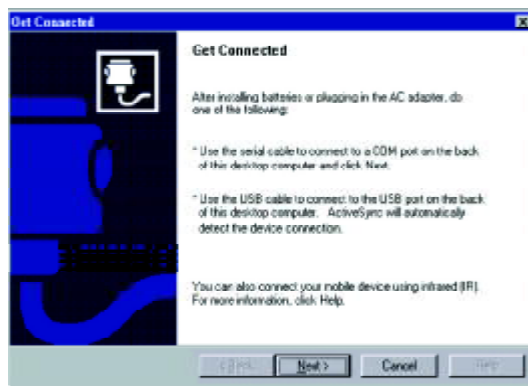 Get Connected
Get Connected
After installing batteries or plugging in the AC adapter, do
one of the following:
* Use the serial cable to connect to a COM port on the back
of this desktop computer and click Next.
* Use the USB cable to connect to the USB port on the back
of this desktop computer. ActiveSync will automatically
detect the device connection.
You can also connect your mobile device using infrared (IR).
For more information, click Help.
< Back Next > Cancel Help